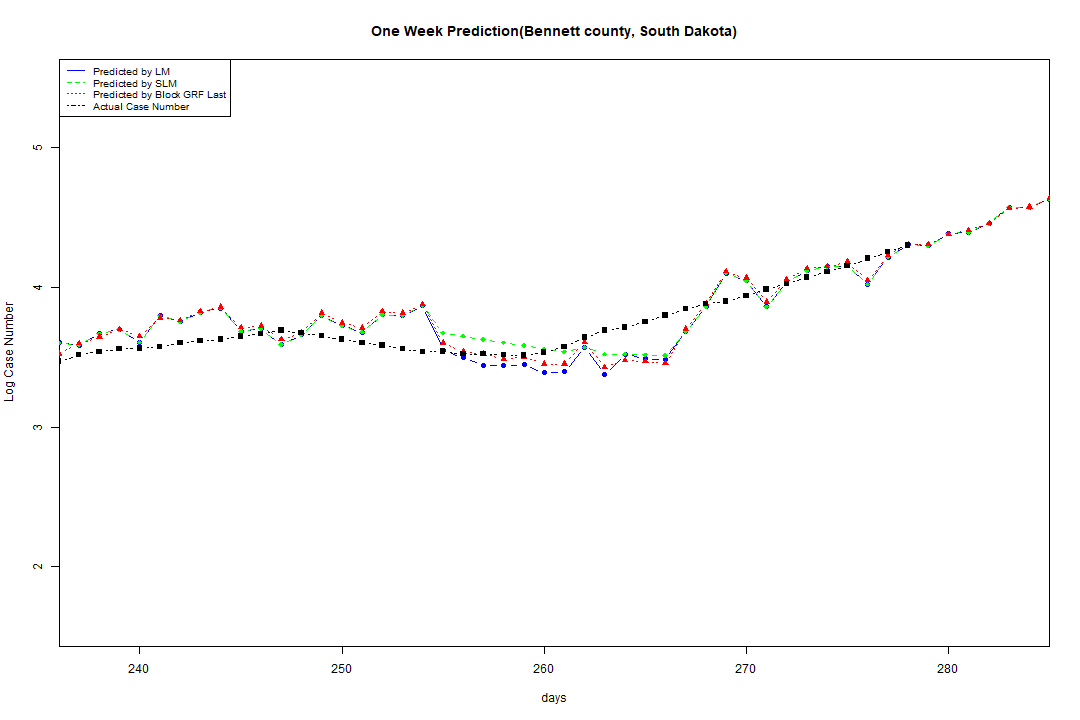 One Week Prediction(Bennett county, South Dakota)
Predicted by LM
Predicted by SLM
Predicted by Block GRF Last
Actual Case Number
5
4
3
2
Log Case Number
240 250 260 270 280
days